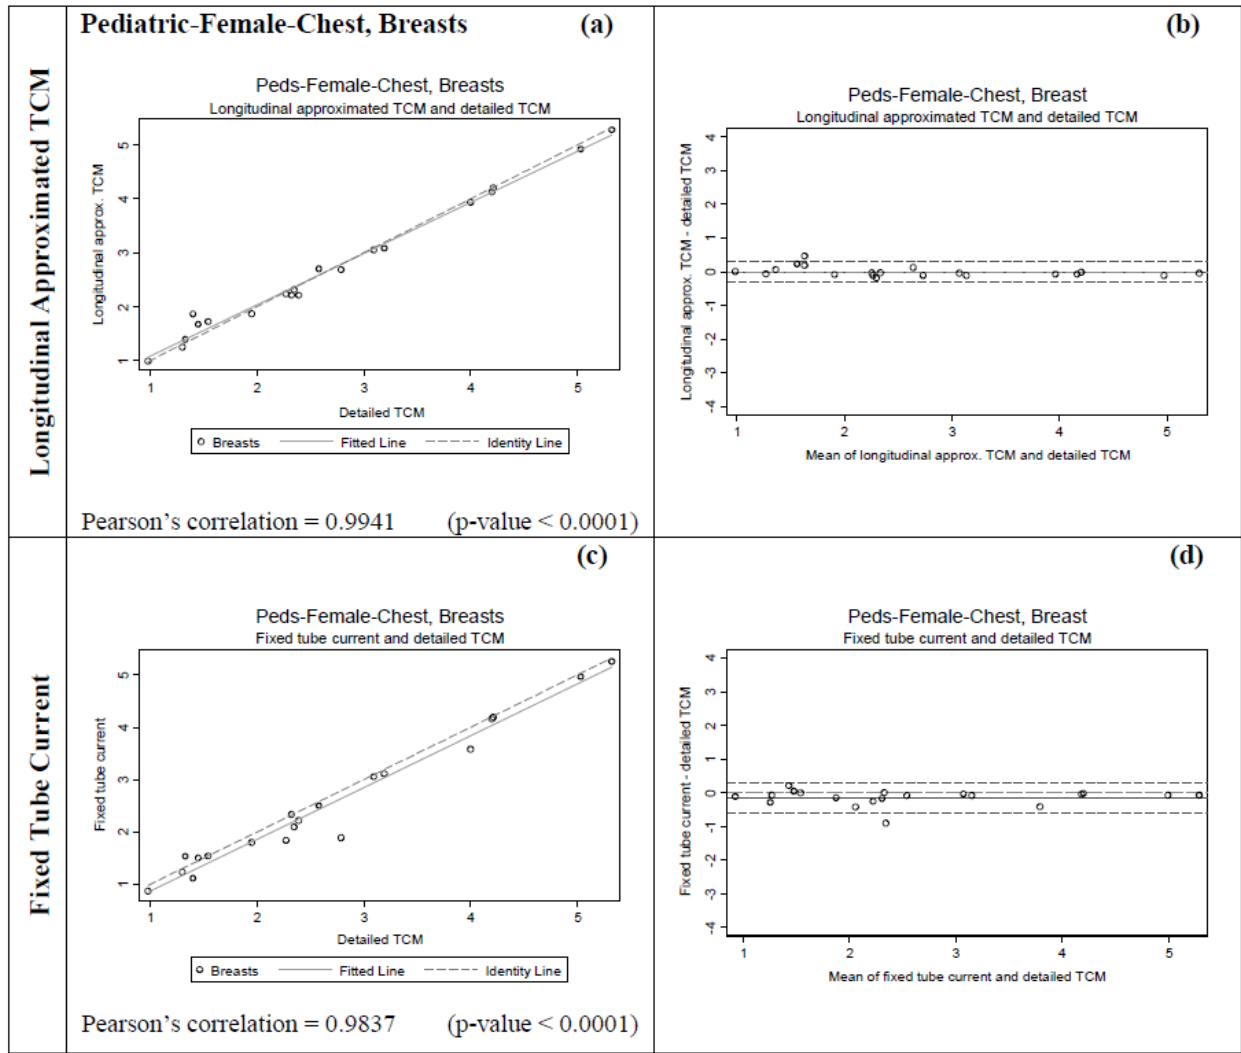 Longitudinal Approximated TCM
Pediatric-Female-Chest, Breasts (a)
Peds-Female-Chest, Breasts
Longitudinal approximated TCM and detailed TCM
Longitudinal approx. TCM
5
4
3
2
1
1 2 3 4 5
Detailed TCM
Breasts Fitted Line Identity Line
Pearson's correlation = 0.9941 (p-value < 0.0001)
(b)
Peds-Female-Chest, Breast
Longitudinal approximated TCM and detailed TCM
Longitudinal approx. TCM - detailed TCM
4
3
2
1
0
-1
-2
-3
-4
1 2 3 4 5
Mean of longitudinal approx. TCM and detailed TCM
Fixed Tube Current
(c)
Peds-Female-Chest, Breasts
Fixed tube current and detailed TCM
Fixed tube current
5
4
3
2
1
1 2 3 4 5
Detailed TCM
Breasts Fitted Line Identity Line
Pearson's correlation = 0.9837 (p-value < 0.0001)
(d)
Peds-Female-Chest, Breast
Fixed tube current and detailed TCM
Fixed tube current - detailed TCM
4
3
2
1
0
-1
-2
-3
-4
1 2 3 4 5
Mean of fixed tube current and detailed TCM